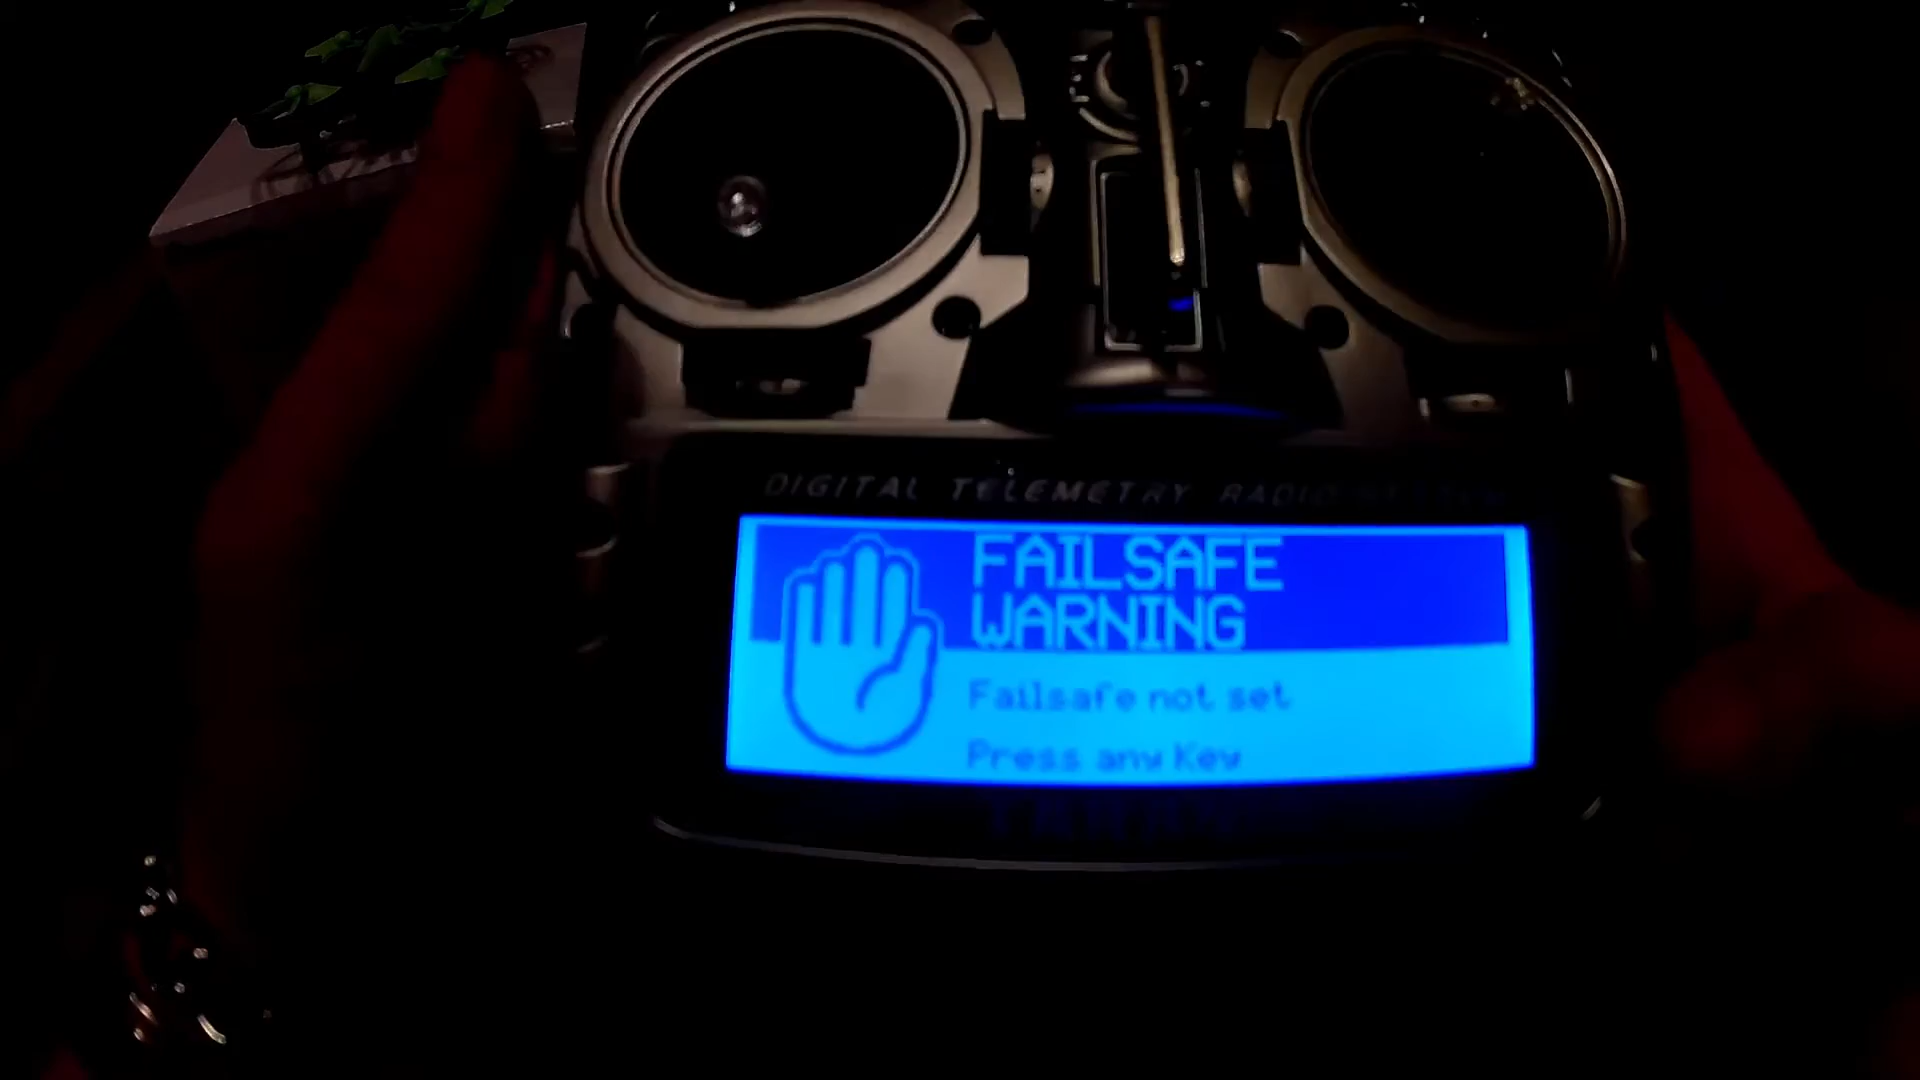 DIGITAL TELEMETRY RADIO
FAILSAFE
WARNING
Failsafe not set
Press any Key